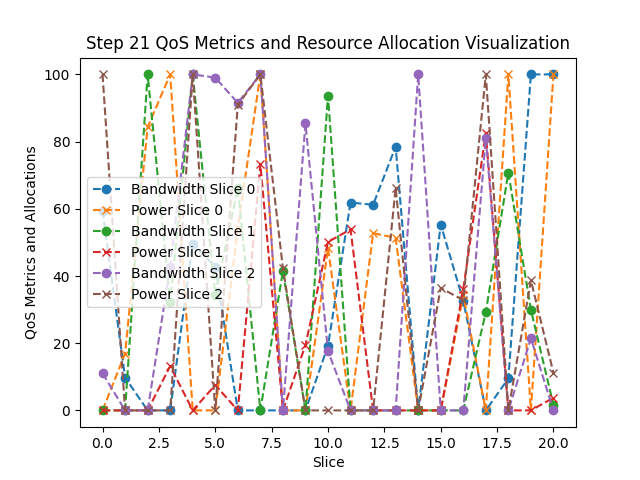 Step 21 QoS Metrics and Resource Allocation Visualization
QoS Metrics and Allocations
100
80
60
40
20
0
Bandwidth Slice 0
Power Slice 0
Bandwidth Slice 1
Power Slice 1
Bandwidth Slice 2
Power Slice 2
0.0 2.5 5.0 7.5 10.0 12.5 15.0 17.5 20.0
Slice